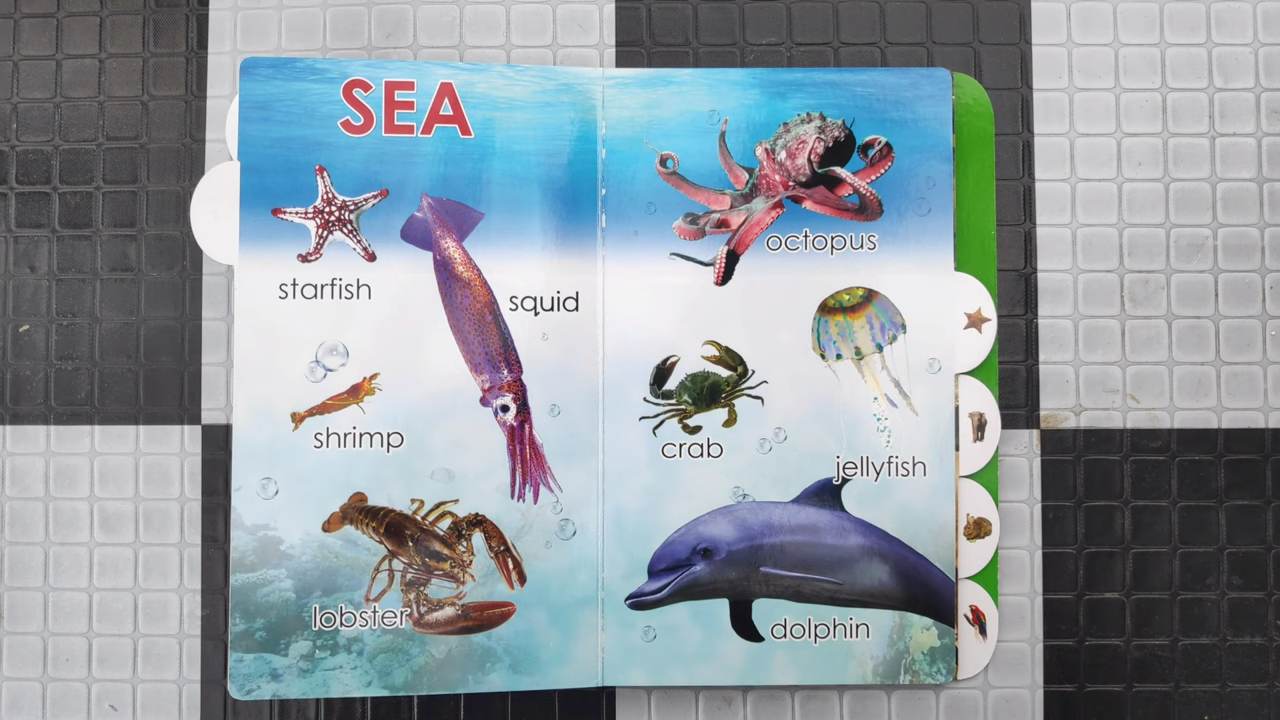 SEA
starfish
squid
shrimp
lobster
octopus
crab
jellyfish
dolphin